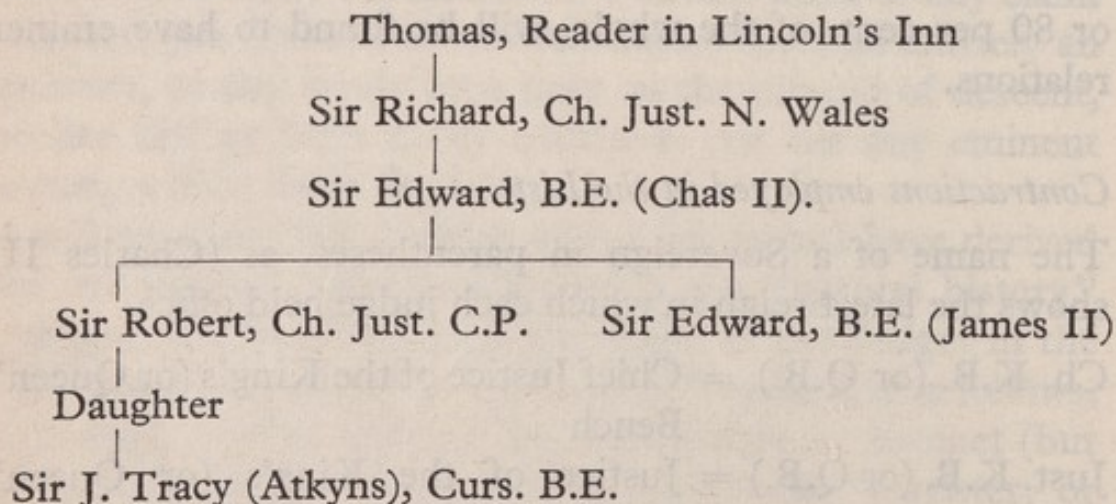 Thomas, Reader in Lincoln's Inn
Sir Richard, Ch. Just. N. Wales
Sir Edward, B.E. (Chas II).
Sir Robert, Ch. Just. C.P. Sir Edward, B.E. (James II)
Daughter
Sir J. Tracy (Atkyns), Curs. B.E.